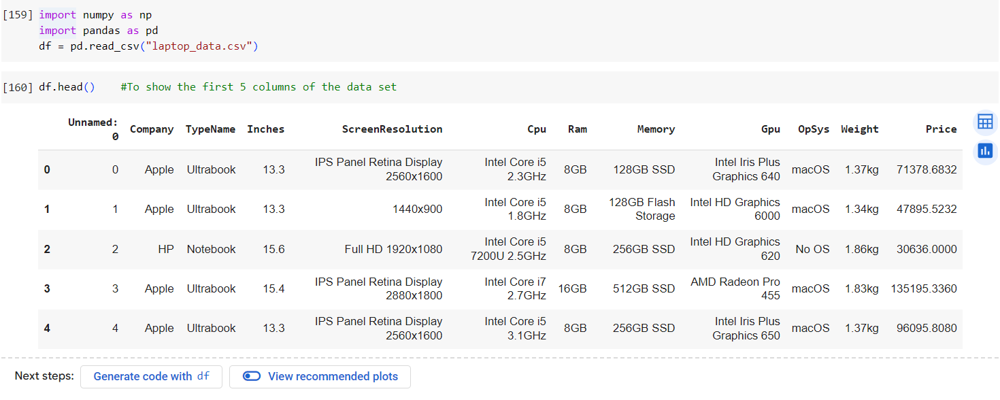 [159] import numpy as np
import pandas as pd
df = pd.read_csv("laptop_data.csv")
[160] df.head() #To show the first 5 columns of the data set
Unnamed: 0 Company TypeName Inches ScreenResolution Cpu Ram Memory Gpu OpSys Weight Price
0 0 Apple Ultrabook 13.3 IPS Panel Retina Display 2560x1600 Intel Core i5 2.3GHz 8GB 128GB SSD Intel Iris Plus Graphics 640 macOS 1.37kg 71378.6832
1 1 Apple Ultrabook 13.3 1440x900 Intel Core i5 1.8GHz 8GB 128GB Flash Storage Intel HD Graphics 6000 macOS 1.34kg 47895.5232
2 2 HP Notebook 15.6 Full HD 1920x1080 Intel Core i5 7200U 2.5GHz 8GB 256GB SSD Intel HD Graphics 620 No OS 1.86kg 30636.0000
3 3 Apple Ultrabook 15.4 IPS Panel Retina Display 2880x1800 Intel Core i7 2.7GHz 16GB 512GB SSD AMD Radeon Pro 455 macOS 1.83kg 135195.3360
4 4 Apple Ultrabook 13.3 IPS Panel Retina Display 2560x1600 Intel Core i5 3.1GHz 8GB 256GB SSD Intel Iris Plus Graphics 650 macOS 1.37kg 96095.8080
Next steps: Generate code with df View recommended plots